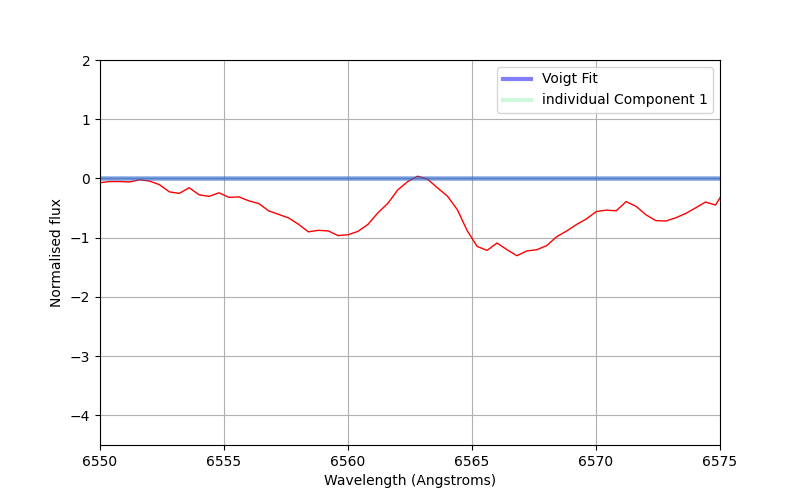 2
1
0
−1
−2
−3
−4
Normalised flux
6550 6555 6560 6565 6570 6575
Wavelength (Angstroms)
Voigt Fit
individual Component 1